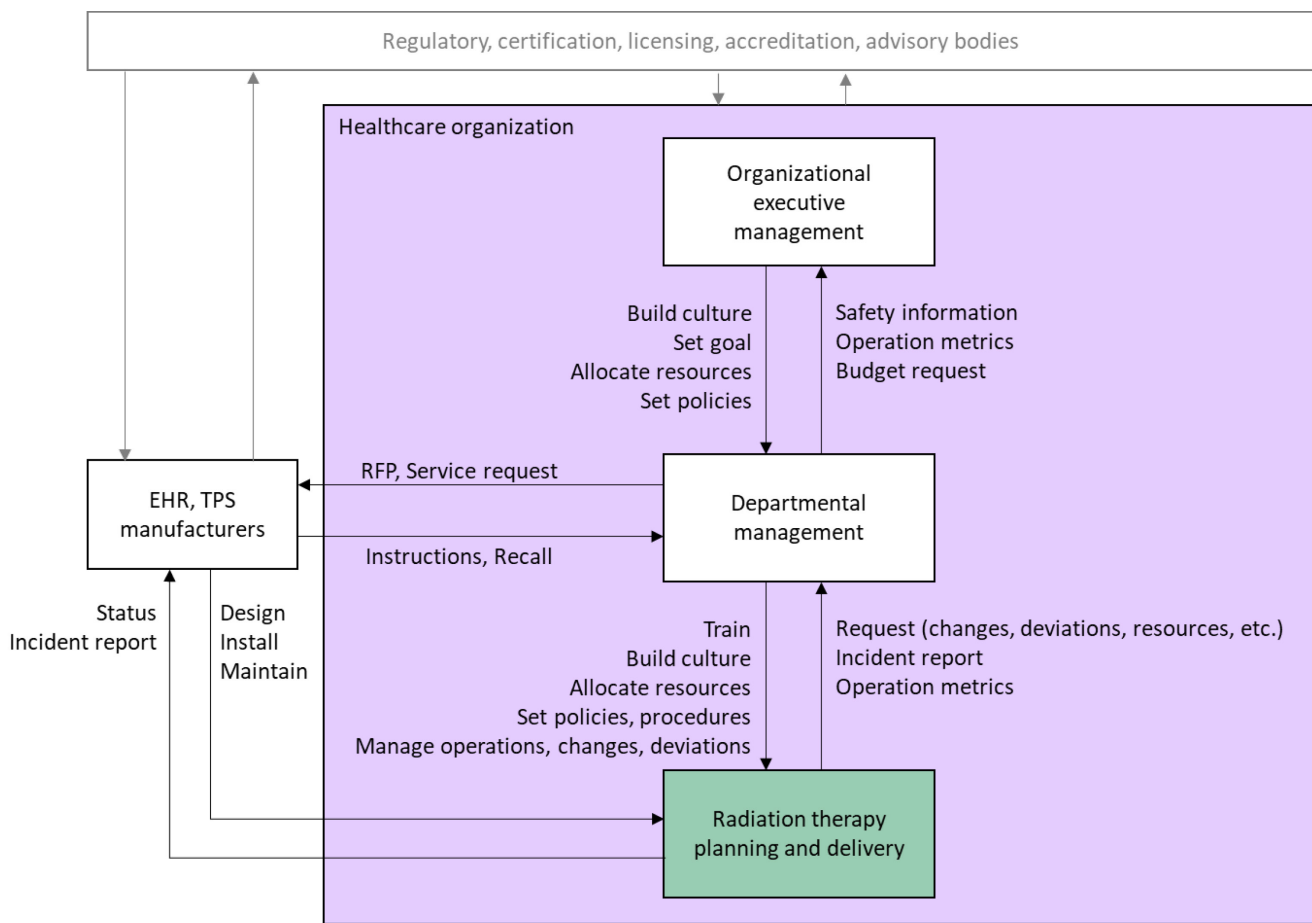 Regulatory, certification, licensing, accreditation, advisory bodies
Healthcare organization
Organizational
executive
management
Build culture
Set goal
Allocate resources
Set policies
Safety information
Operation metrics
Budget request
RFP, Service request
EHR, TPS
manufacturers
Departmental
management
Instructions, Recall
Status
Incident report
Design
Install
Maintain
Train
Build culture
Allocate resources
Set policies, procedures
Manage operations, changes, deviations
Request (changes, deviations, resources, etc.)
Incident report
Operation metrics
Radiation therapy
planning and delivery